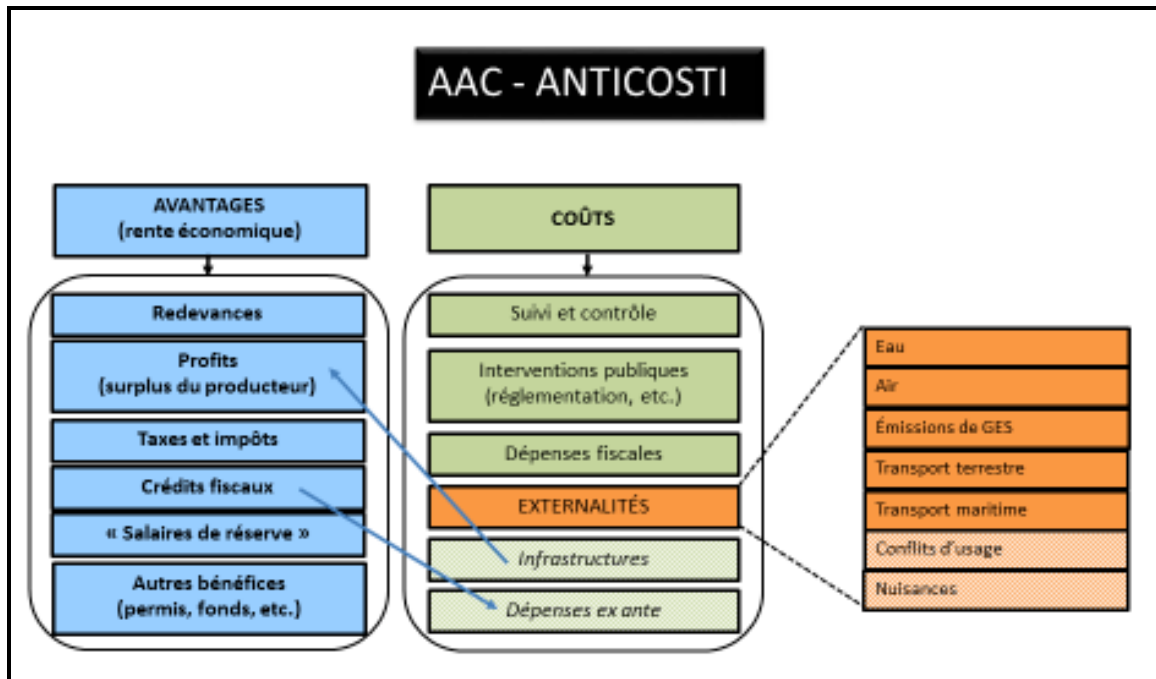 AAC - ANTICOSTI
AVANTAGES
(rente économique)
Redevances
Profits
(surplus du producteur)
Taxes et impôts
Crédits fiscaux
« Salaires de réserve »
Autres bénéfices
(permis, fonds, etc.)
COÛTS
Suivi et contrôle
Interventions publiques
(réglementation, etc.)
Dépenses fiscales
EXTERNALITÉS
Infrastructures
Dépenses ex ante
Eau
Air
Émissions de GES
Transport terrestre
Transport maritime
Conflits d'usage
Nuisances